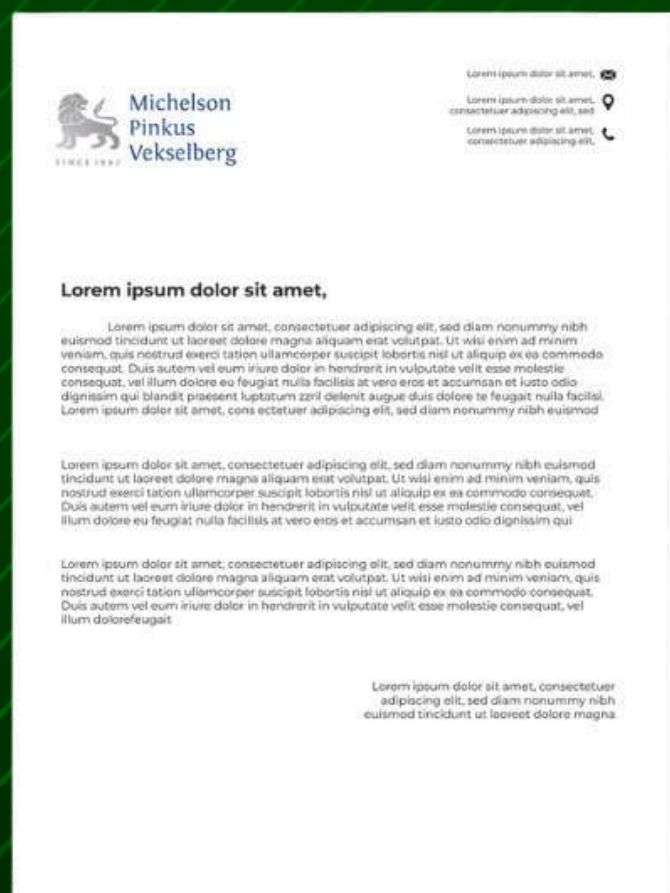 Michelson
Pinkus
Vekselberg
SINCE
Lorem ipsum dolor sit amet,
Lorem ipsum dolor sit amet,
consectetuer adipiscing elit, sed
Lorem ipsum dolor sit amet,
consectetuer adipiscing elit,
Lorem ipsum dolor sit amet,
Lorem ipsum dolor sit amet, consectetuer adipiscing elit, sed diam nonummy nibh
euismod tincidunt ut laoreet dolore magna aliquam erat volutpat. Ut wisi enim ad minim
veniam, quis nostrud exerci tation ullamcorper suscipit lobortis nisl ut aliquip ex ea commodo
consequat. Duis autem vel eum iriure dolor in hendrerit in vulputate velit esse molestie
consequat, vel illum dolore eu feugiat nulla facilisis at vero eros et accumsan et iusto odio
dignissim qui blandit praesent luptatum zzril delenit augue duis dolore te feugait nulla facilisi.
Lorem ipsum dolor sit amet, cons ectetuer adipiscing elit, sed diam nonummy nibh euismod
Lorem ipsum dolor sit amet, consectetuer adipiscing elit, sed diam nonummy nibh euismod
tincidunt ut laoreet dolore magna aliquam erat volutpat. Ut wisi enim ad minim veniam, quis
nostrud exerci tation ullamcorper suscipit lobortis nisl ut aliquip ex ea commodo consequat.
Duis autem vel eum iriure dolor in hendrerit in vulputate velit esse molestie consequat, vel
illum dolore eu feugiat nulla facilisis at vero eros et accumsan et iusto odio dignissim qui
Lorem ipsum dolor sit amet, consectetuer adipiscing elit, sed diam nonummy nibh euismod
tincidunt ut laoreet dolore magna aliquam erat volutpat. Ut wisi enim ad minim veniam, quis
nostrud exerci tation ullamcorper suscipit lobortis nisl ut aliquip ex ea commodo consequat.
Duis autem vel eum iriure dolor in hendrerit in vulputate velit esse molestie consequat, vel
illum dolorefeugait
Lorem ipsum dolor sit amet, consectetuer
adipiscing elit, sed diam nonummy nibh
euismod tincidunt ut laoreet dolore magna